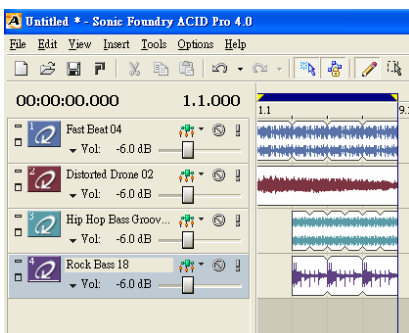 Untitled * - Sonic Foundry ACID Pro 4.0
File Edit View Insert Tools Options Help
00:00:00.000 1.1.000
1.1 9.1
1 Fast Beat 04
Vol: -6.0 dB
2 Distorted Drone 02
Vol: -6.0 dB
3 Hip Hop Bass Groov...
Vol: -6.0 dB
4 Rock Bass 18
Vol: -6.0 dB